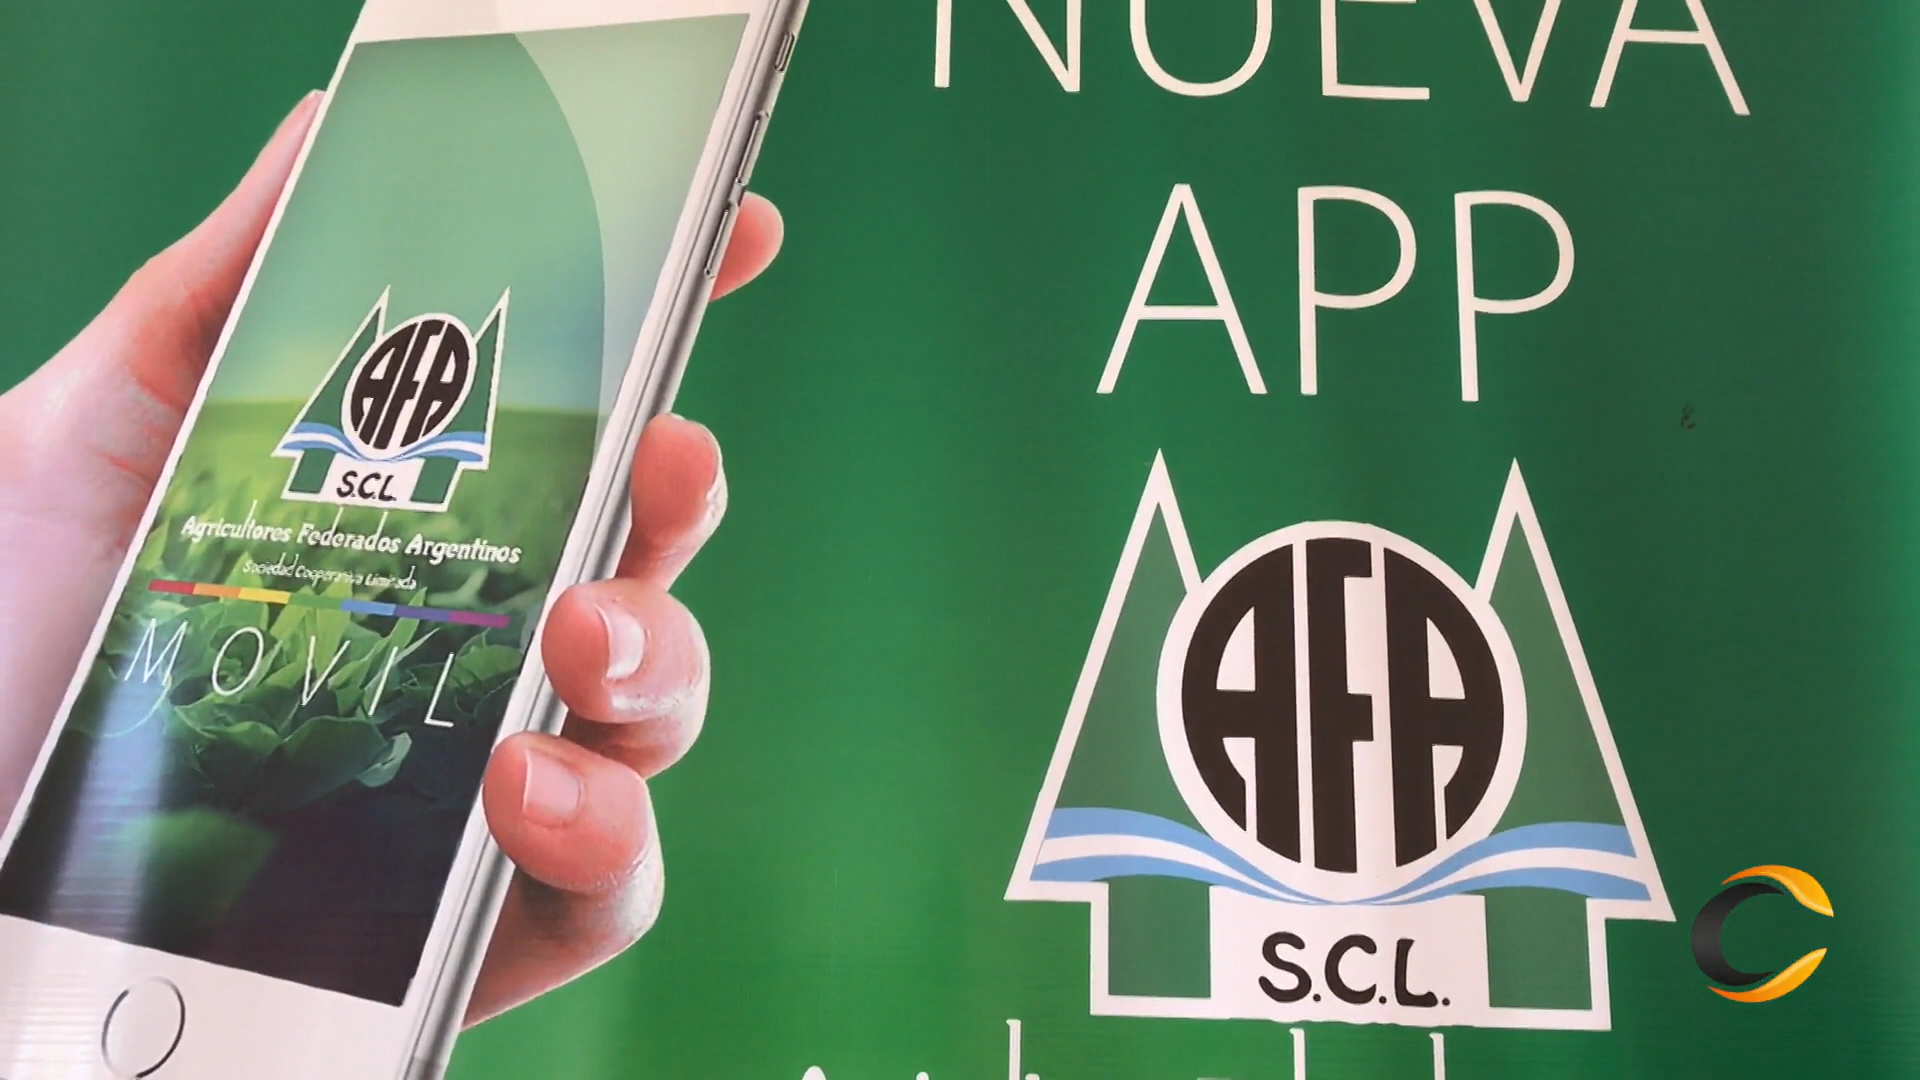 NUEVA
APP
AFA
S.C.L.
AFA
S.C.L.
Agricultores Federados Argentinos
Sociedad Cooperativa Limitada
MOVIL